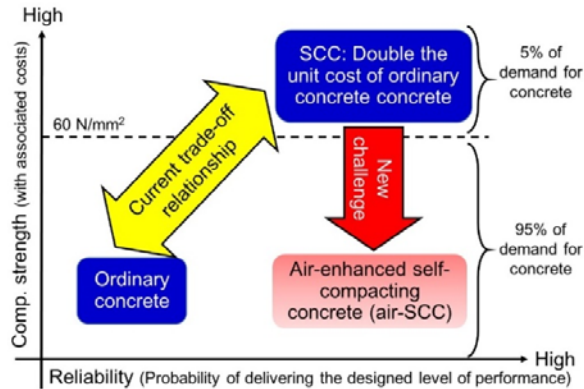 High
SCC: Double the
unit cost of ordinary
concrete concrete
5% of
demand for
concrete
60 N/mm²
Current trade-off
relationship
New
challenge
Comp. strength (with associated costs)
95% of
demand for
concrete
Ordinary
concrete
Air-enhanced self-
compacting
concrete (air-SCC)
High
Reliability (Probability of delivering the designed level of performance)